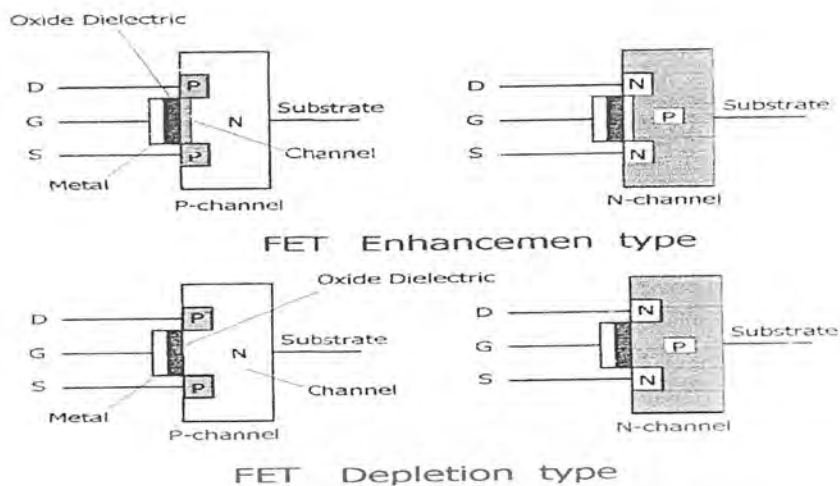 Oxide Dielectric
D
G
S
P
P
N
Substrate
Channel
Metal
P-channel
D
G
S
N
N
P
Substrate
N-channel
FET Enhancemen type
Oxide Dielectric
D
G
S
P
P
N
Substrate
Channel
Metal
P-channel
D
G
S
N
N
P
Substrate
N-channel
FET Depletion type